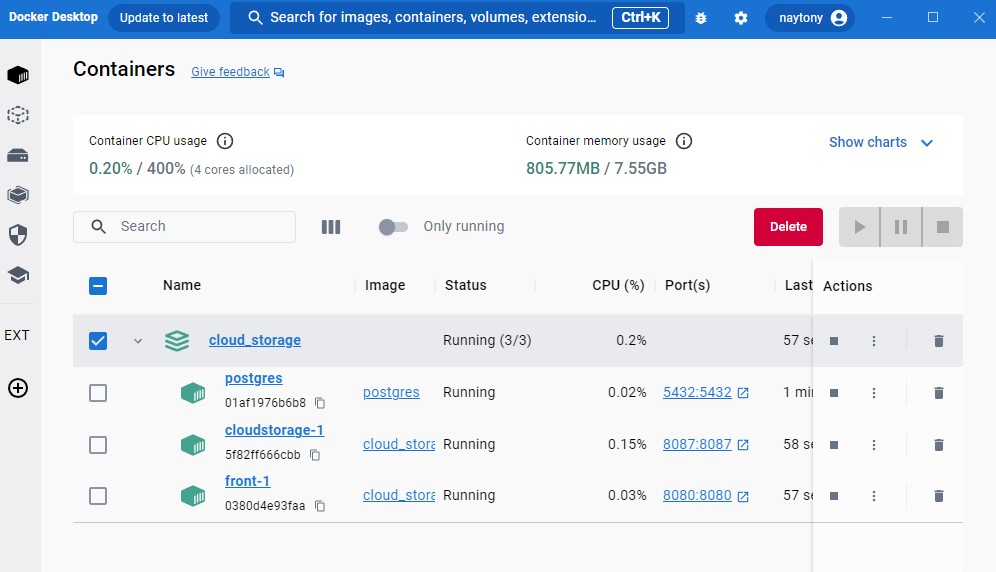 Docker Desktop Update to latest Search for images, containers, volumes, extensio... Ctrl+K naytony
Containers Give feedback
Container CPU usage Container memory usage Show charts
0.20% / 400% (4 cores allocated) 805.77MB / 7.55GB
Search Only running Delete
Name Image Status CPU (%) Port(s) Last Actions
EXT
cloud_storage Running (3/3) 0.2% 57 se
postgres
01af1976b6b8 postgres Running 0.02% 5432:5432 1 min
cloudstorage-1
5f82ff666cbb cloud_stora Running 0.15% 8087:8087 58 se
front-1
0380d4e93faa cloud_stora Running 0.03% 8080:8080 57 se